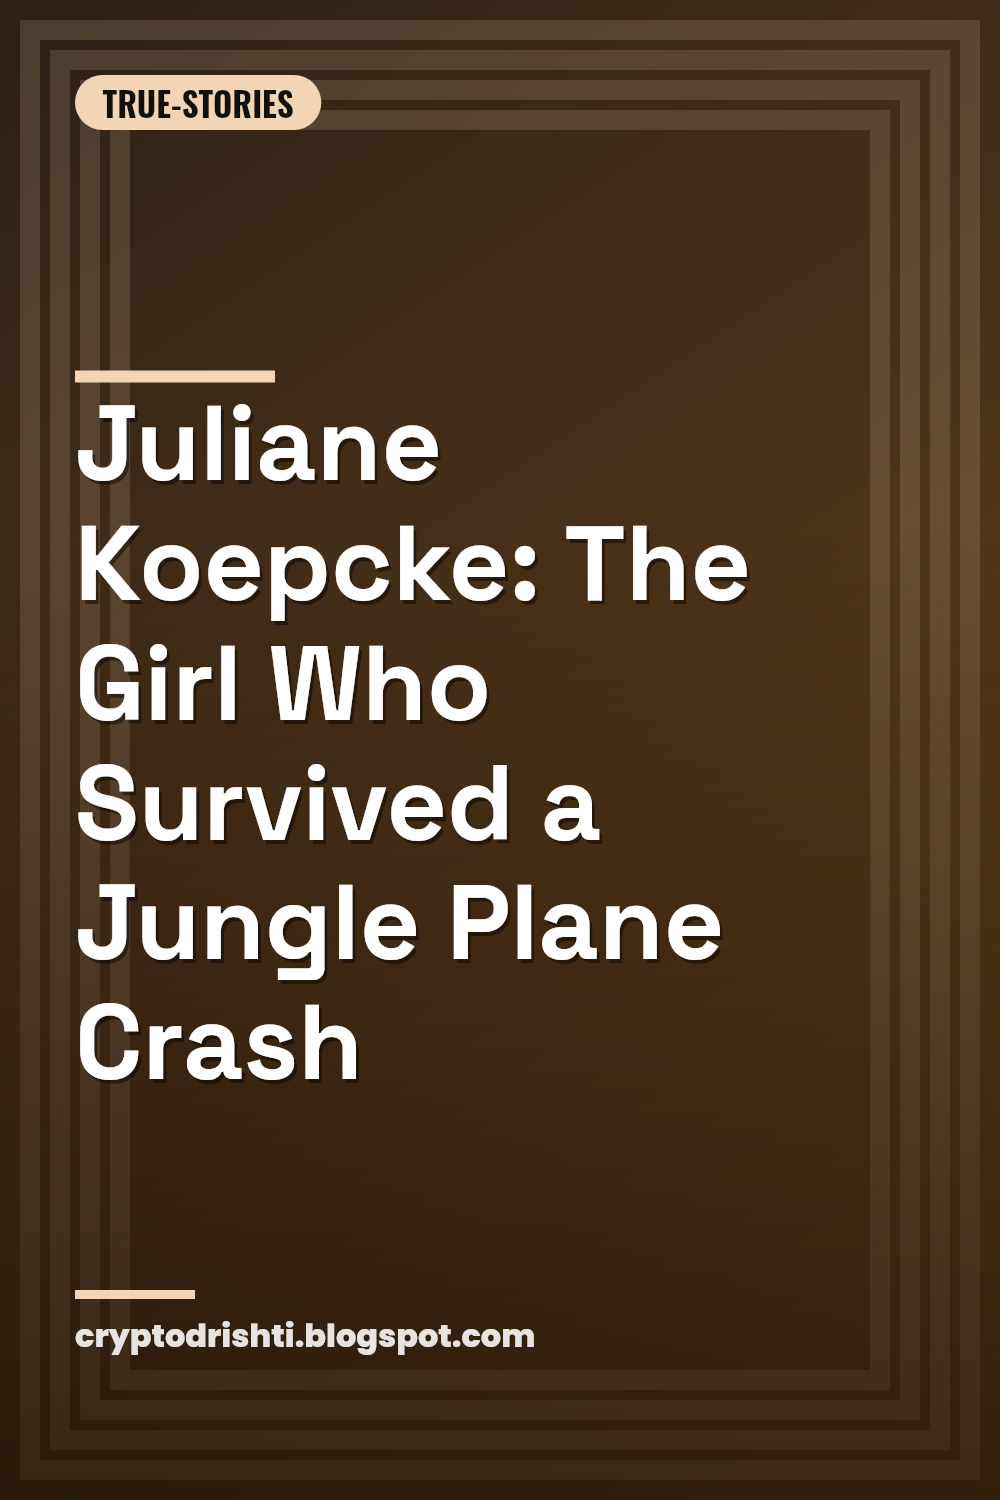 TRUE-STORIES
Juliane
Koepcke: The
Girl Who
Survived a
Jungle Plane
Crash
cryptodrishti.blogspot.com